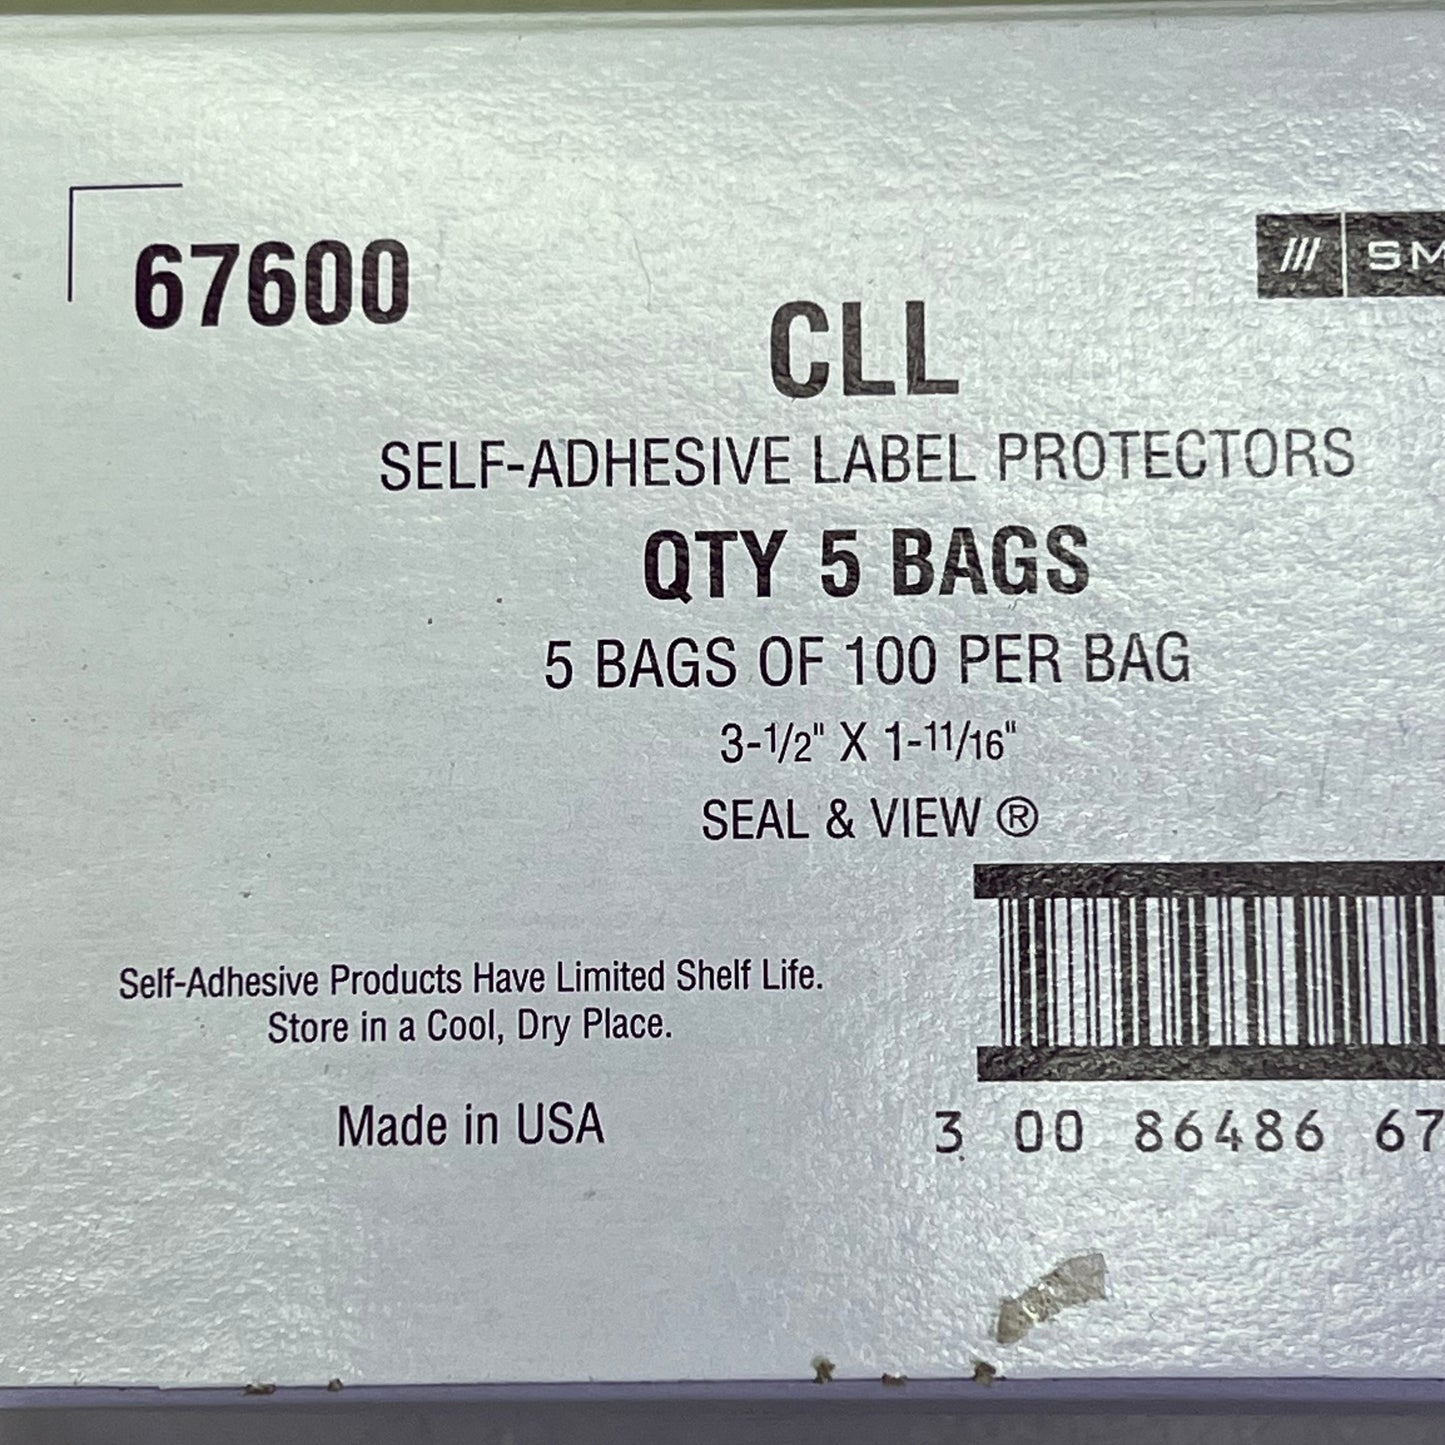 67600
SM
CLL
SELF-ADHESIVE LABEL PROTECTORS
QTY 5 BAGS
5 BAGS OF 100 PER BAG
3-1/2" X 1-11/16"
SEAL & VIEW ®
Self-Adhesive Products Have Limited Shelf Life.
Store in a Cool, Dry Place.
Made in USA
3 00 86486 67